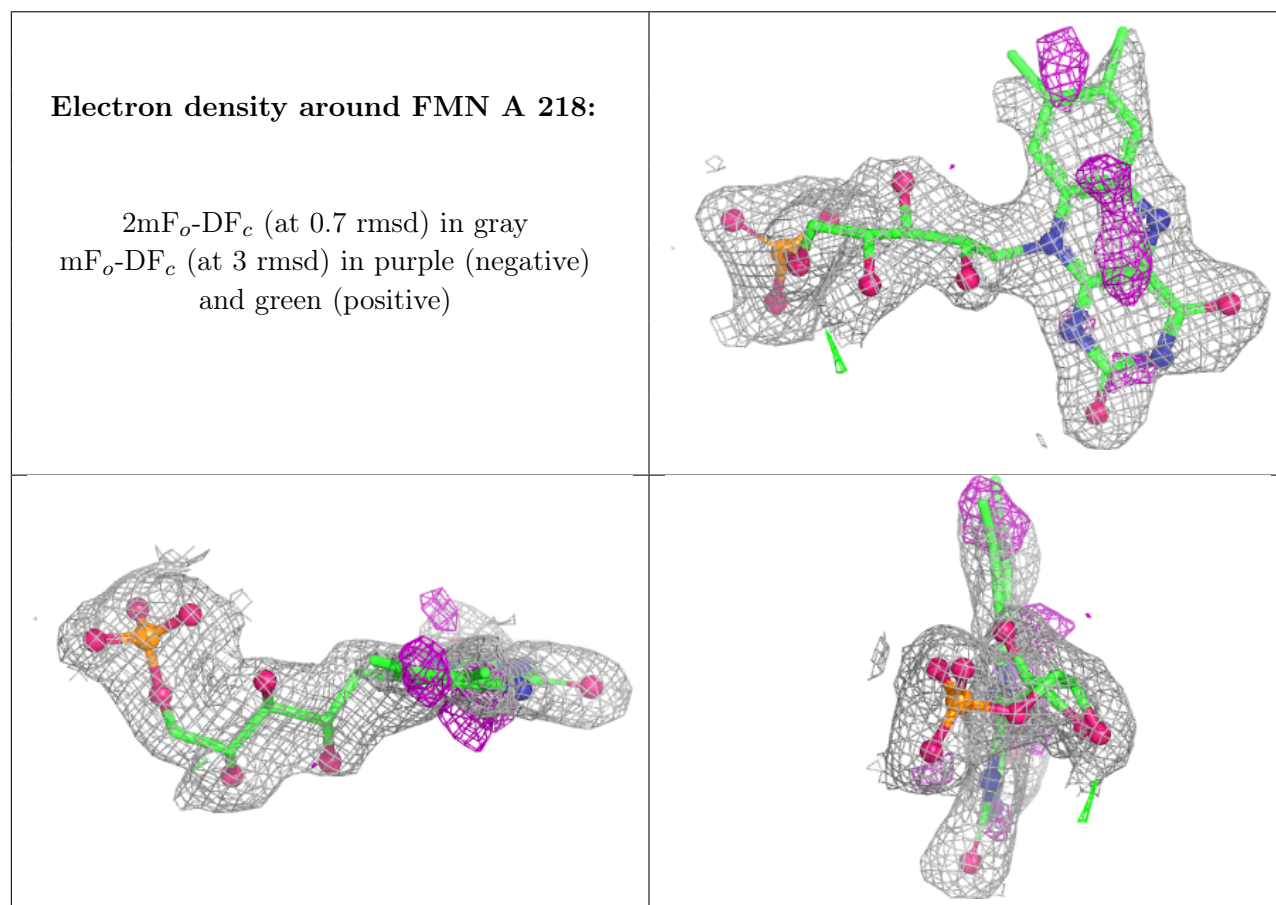 Electron density around FMN A 218:
2mFo-DFc (at 0.7 rmsd) in gray
mFo-DFc (at 3 rmsd) in purple (negative)
and green (positive)